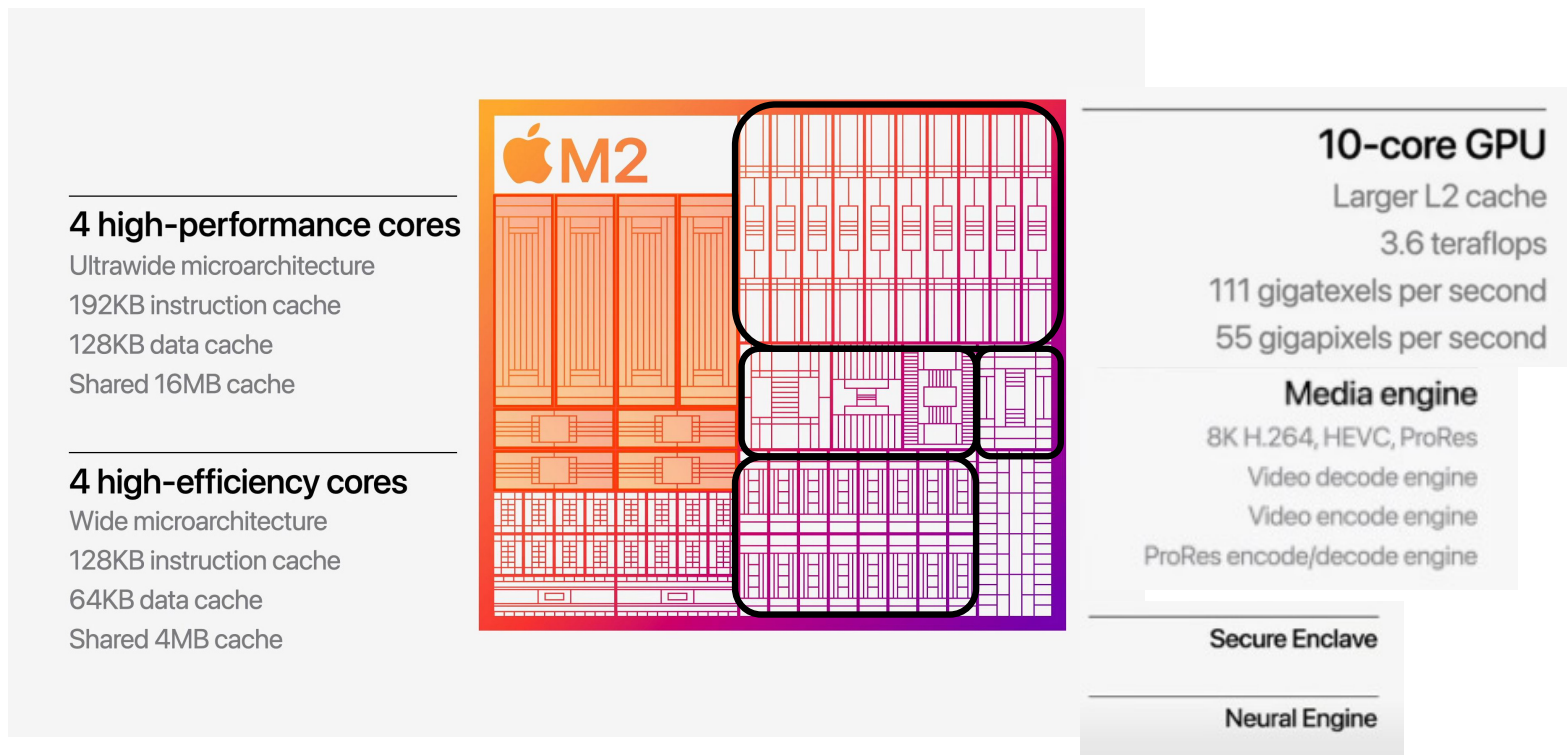 M2
4 high-performance cores
Ultrawide microarchitecture
192KB instruction cache
128KB data cache
Shared 16MB cache
4 high-efficiency cores
Wide microarchitecture
128KB instruction cache
64KB data cache
Shared 4MB cache
10-core GPU
Larger L2 cache
3.6 teraflops
111 gigatexels per second
55 gigapixels per second
Media engine
8K H.264, HEVC, ProRes
Video decode engine
Video encode engine
ProRes encode/decode engine
Secure Enclave
Neural Engine